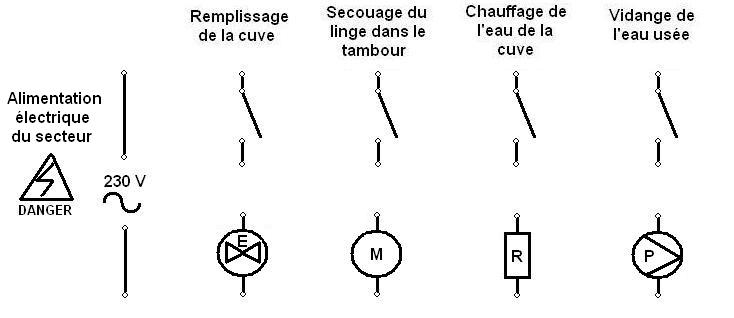 Remplissage
de la cuve
Secouage du
linge dans le
tambour
Chauffage de
l'eau de la
cuve
Vidange de
l'eau usée
Alimentation
électrique
du secteur
DANGER
230 V
E
M
R
P